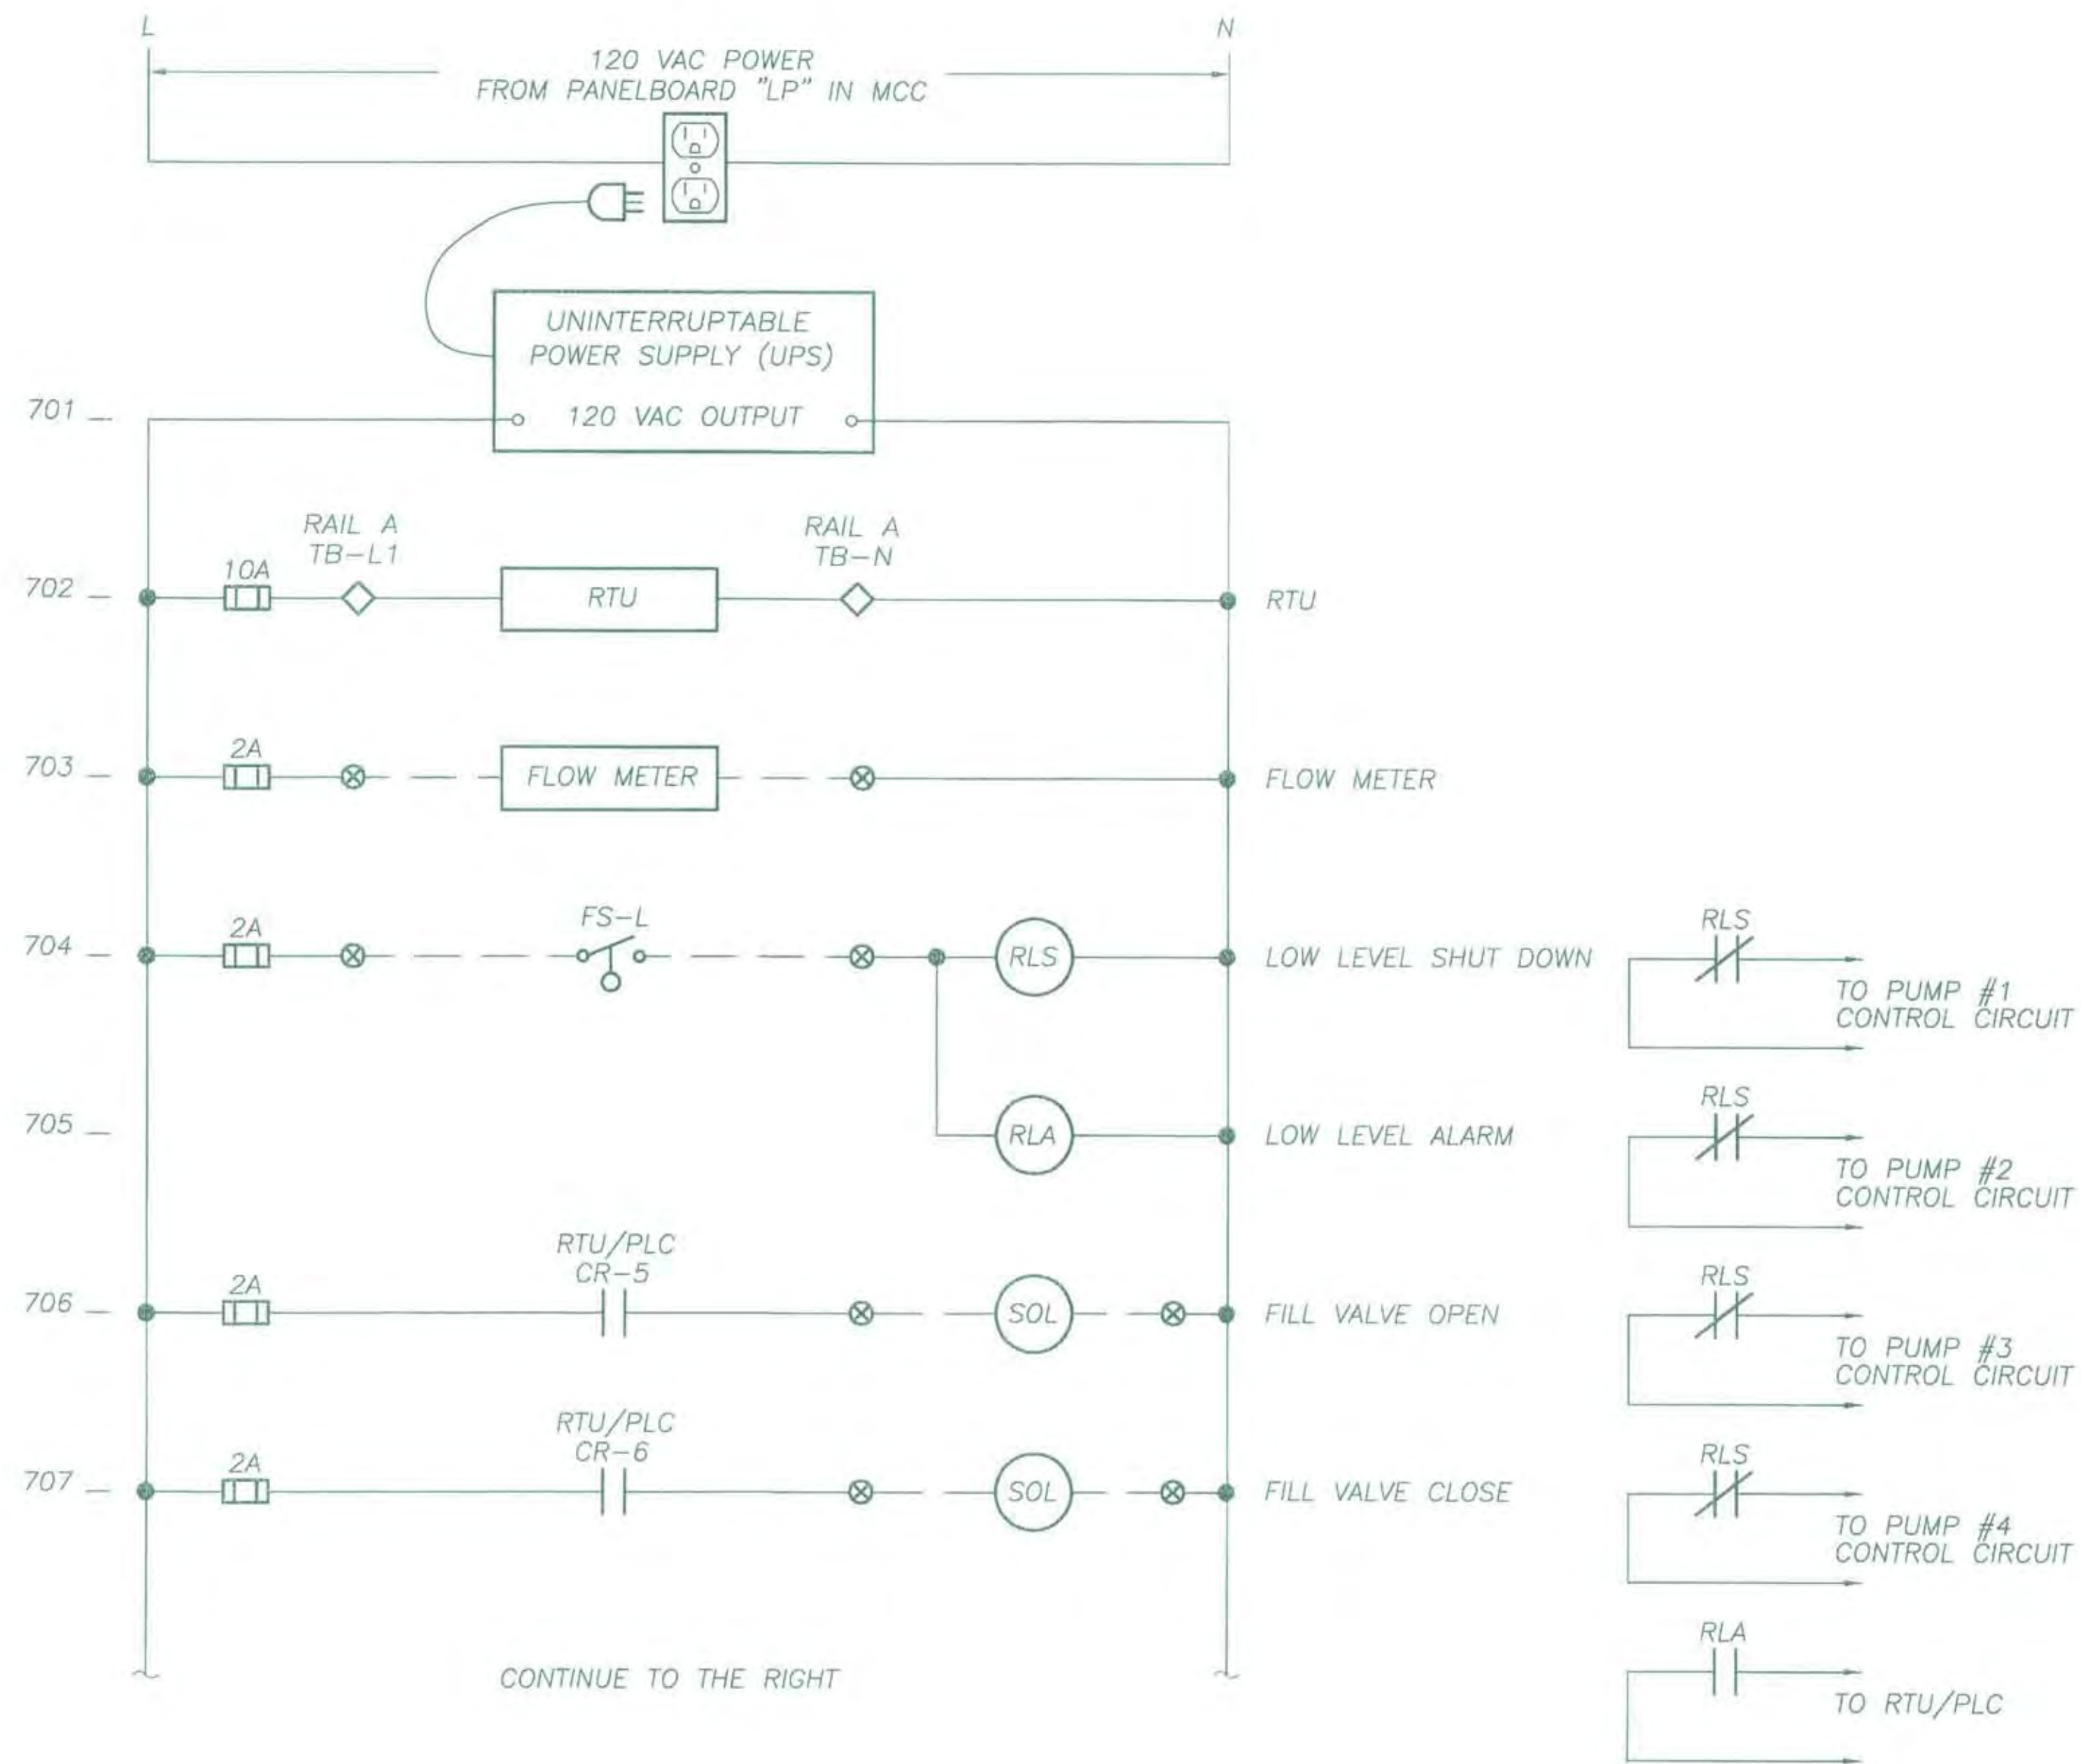 L
N
120 VAC POWER
FROM PANELBOARD "LP" IN MCC
UNINTERRUPTABLE
POWER SUPPLY (UPS)
701
120 VAC OUTPUT
RAIL A
TB-L1
RAIL A
TB-N
702
10A
RTU
RTU
703
2A
FLOW METER
FLOW METER
704
2A
FS-L
RLS
LOW LEVEL SHUT DOWN
705
RLA
LOW LEVEL ALARM
706
2A
RTU/PLC
CR-5
SOL
FILL VALVE OPEN
707
2A
RTU/PLC
CR-6
SOL
FILL VALVE CLOSE
CONTINUE TO THE RIGHT
RLS
TO PUMP #1
CONTROL CIRCUIT
RLS
TO PUMP #2
CONTROL CIRCUIT
RLS
TO PUMP #3
CONTROL CIRCUIT
RLS
TO PUMP #4
CONTROL CIRCUIT
RLA
TO RTU/PLC